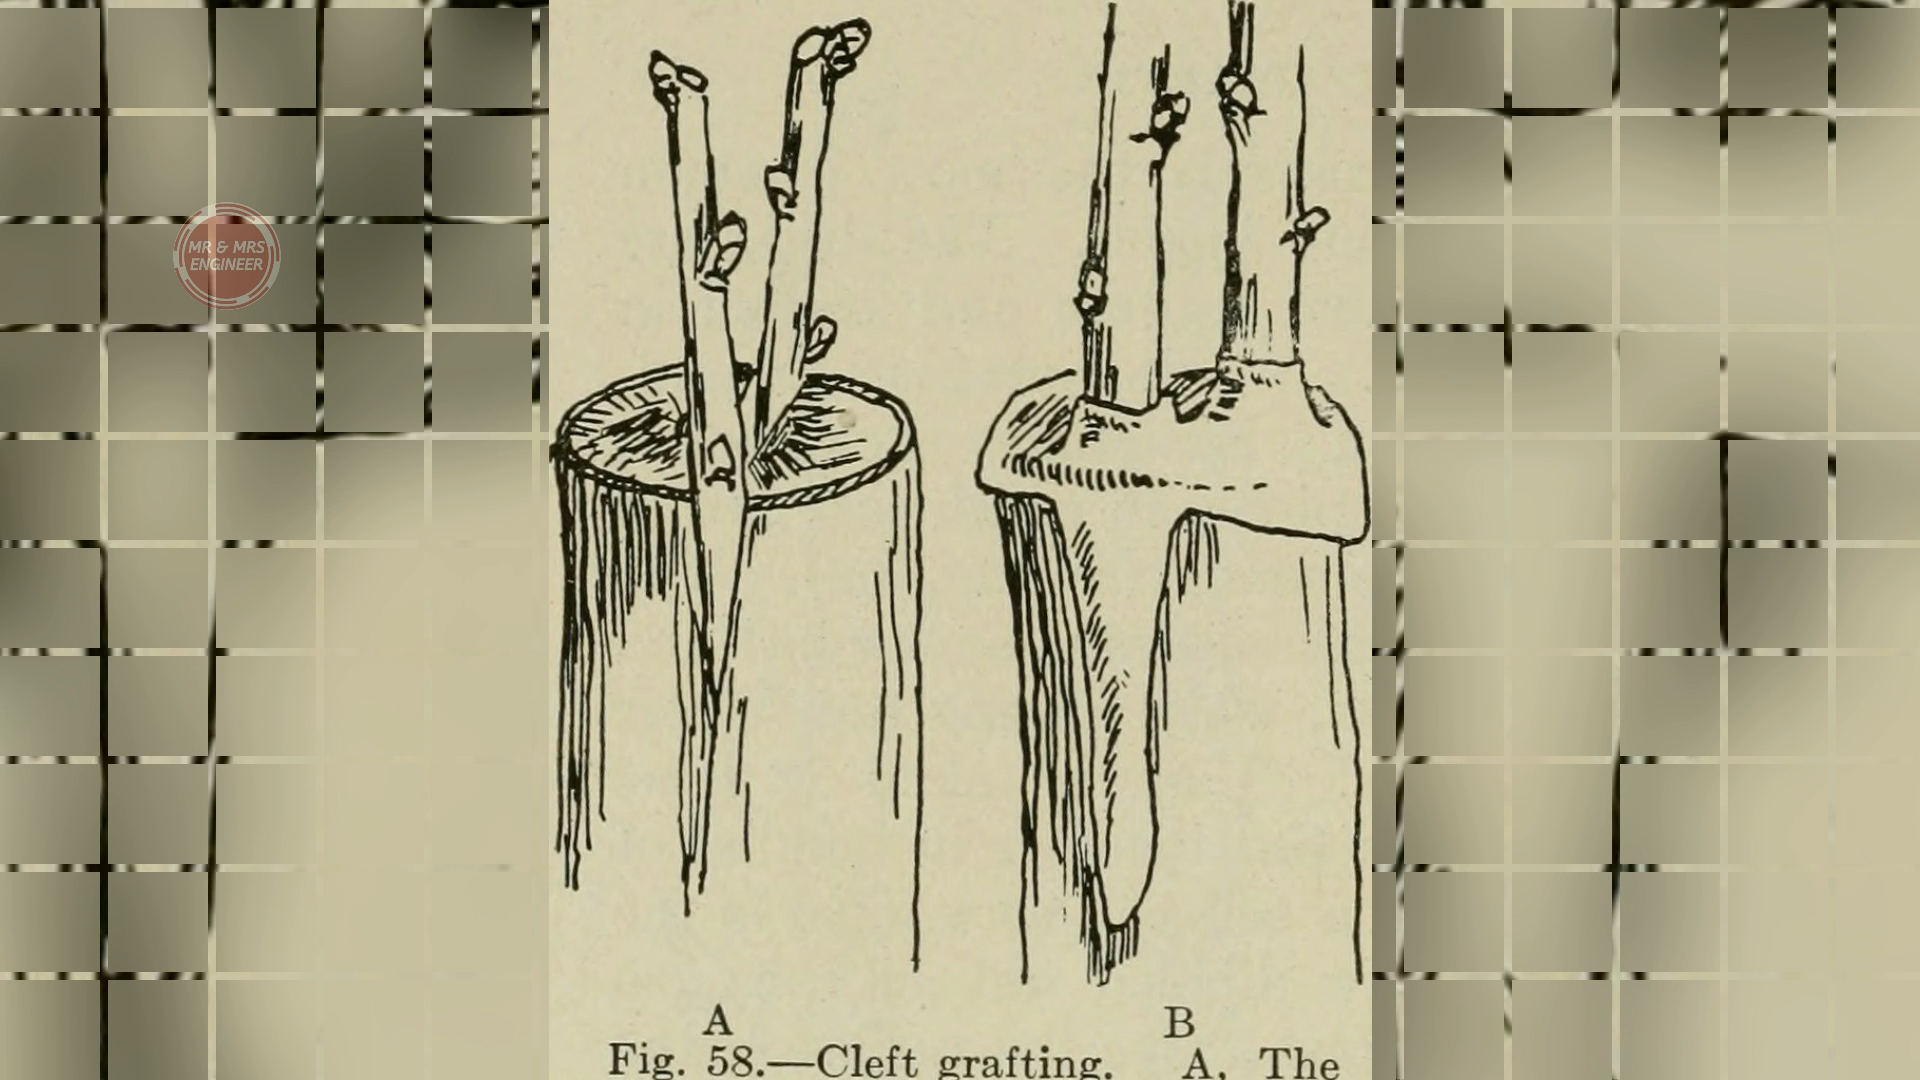 MR & MRS
ENGINEER
A
B
Fig. 58.—Cleft grafting. A, The